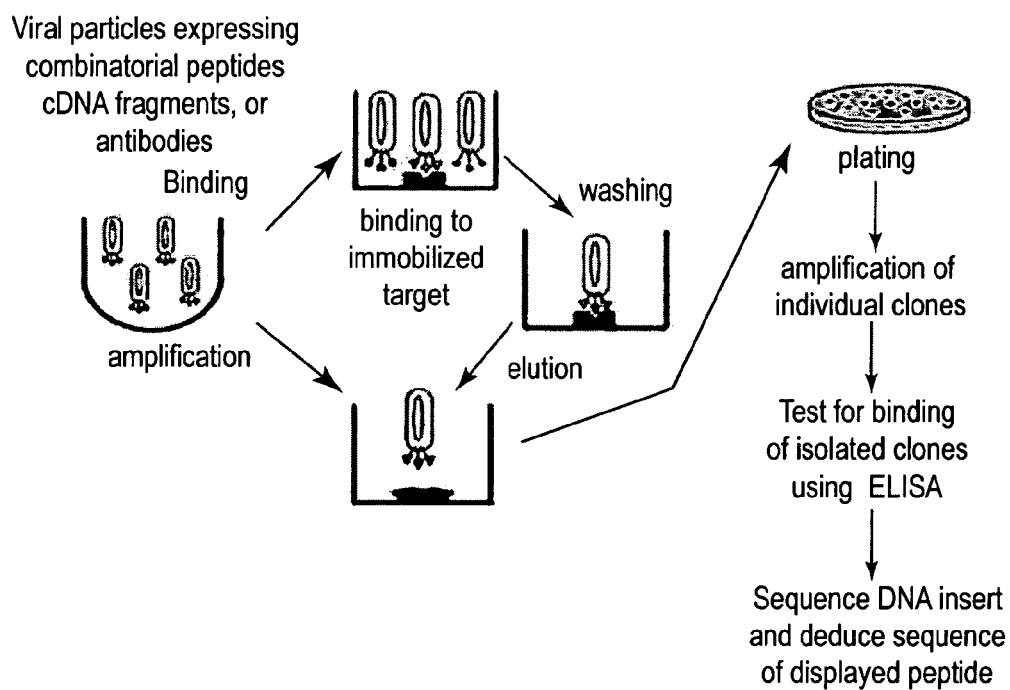 Viral particles expressing
combinatorial peptides
cDNA fragments, or
antibodies
Binding
amplification
binding to
immobilized
target
washing
elution
plating
amplification of
individual clones
Test for binding
of isolated clones
using ELISA
Sequence DNA insert
and deduce sequence
of displayed peptide